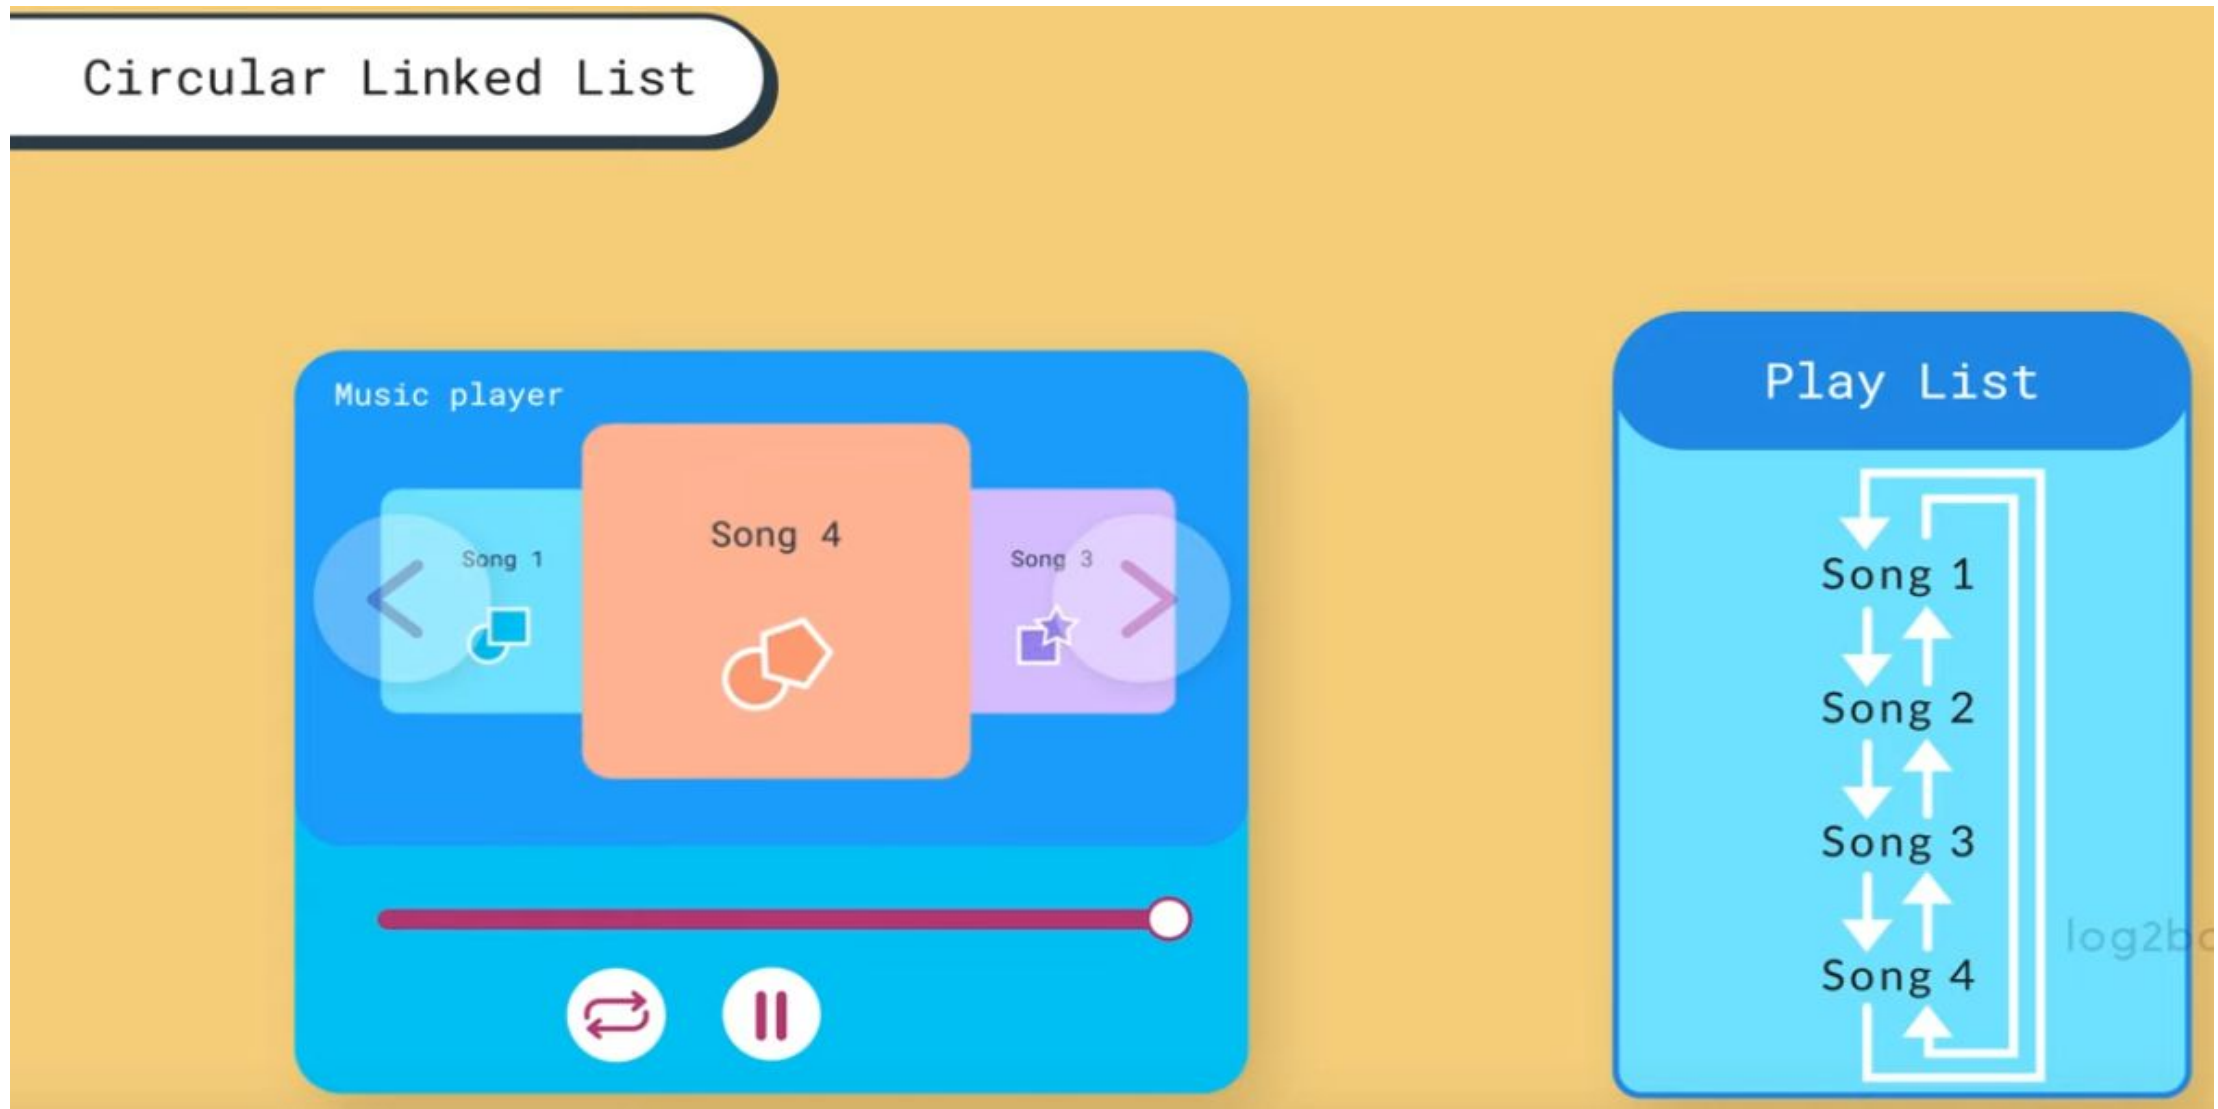 Circular Linked List
Music player
Song 1
Song 4
Song 3
Play List
Song 1
Song 2
Song 3
Song 4